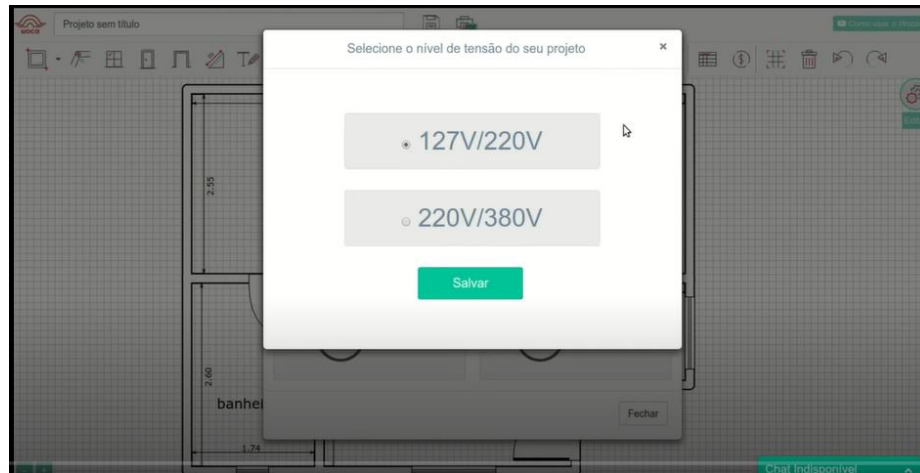 Projeto sem título
Selecione o nível de tensão do seu projeto
×
127V/220V
220V/380V
Salvar
2.55
2.60
banhei
1.74
Fechar
Chat Indisponível